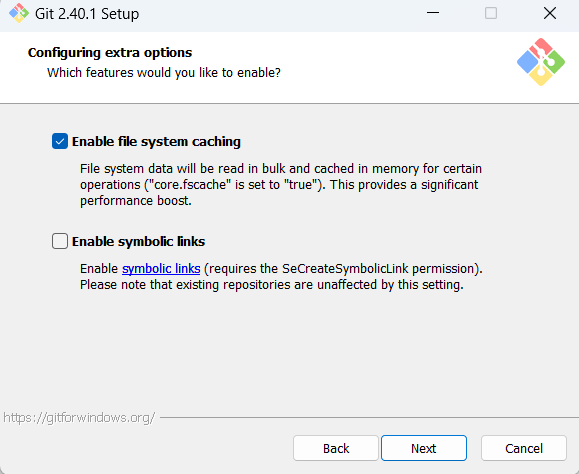 Git 2.40.1 Setup
Configuring extra options
Which features would you like to enable?
Enable file system caching
File system data will be read in bulk and cached in memory for certain
operations ("core.fscache" is set to "true"). This provides a significant
performance boost.
Enable symbolic links
Enable symbolic links (requires the SeCreateSymbolicLink permission).
Please note that existing repositories are unaffected by this setting.
https://gitforwindows.org/
Back Next Cancel